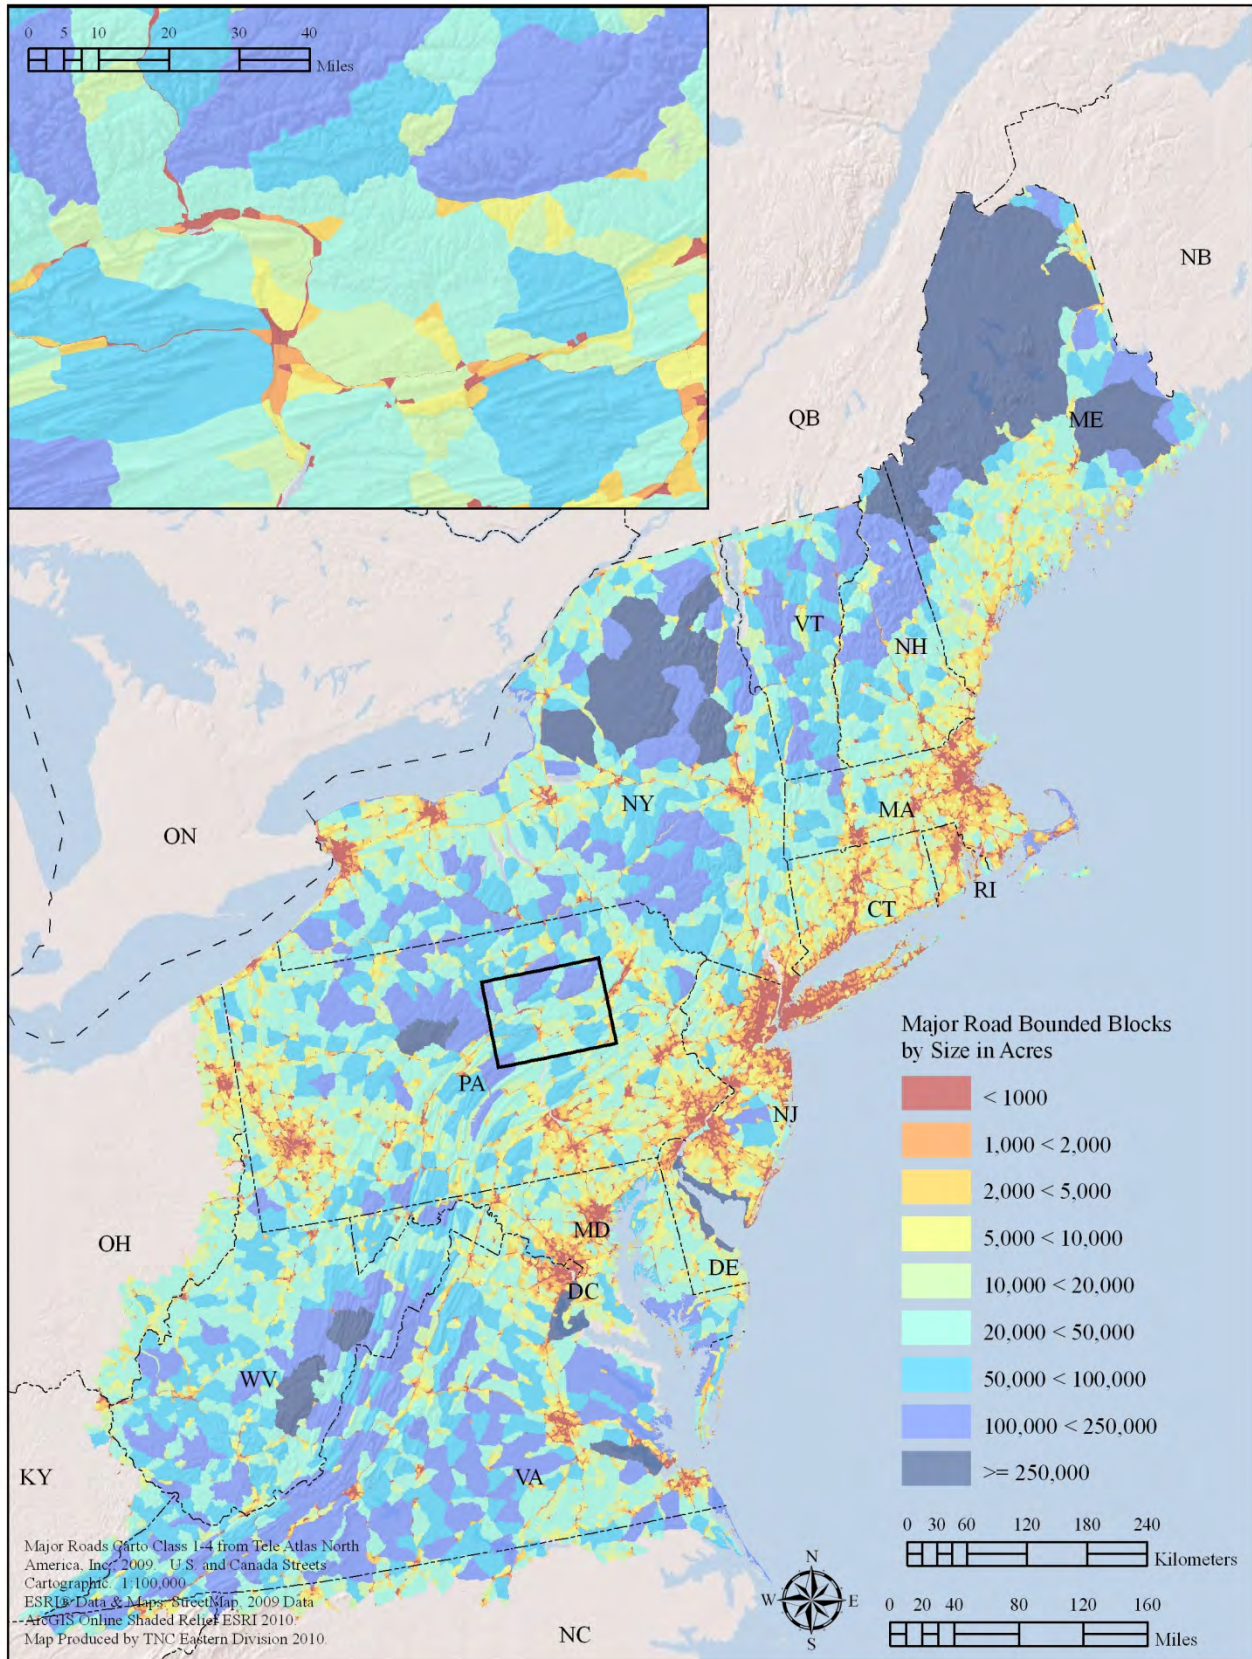 0 5 10 20 30 40
Miles
NB
QB
ME
VT
NH
ON
NY
MA
RI
CT
PA
NJ
OH
MD
DE
DC
WV
KY
VA
NC
Major Road Bounded Blocks
by Size in Acres
< 1000
1,000 < 2,000
2,000 < 5,000
5,000 < 10,000
10,000 < 20,000
20,000 < 50,000
50,000 < 100,000
100,000 < 250,000
>= 250,000
0 30 60 120 180 240
Kilometers
0 20 40 80 120 160
Miles
N
W E
S
Major Roads Carto Class 1-4 from Tele Atlas North
America, Inc. 2009. U.S. and Canada Streets
Cartographic. 1:100,000
ESRI® Data & Maps: StreetMap. 2009 Data
ArcGIS Online Shaded Relief ESRI 2010
Map Produced by TNC Eastern Division 2010.